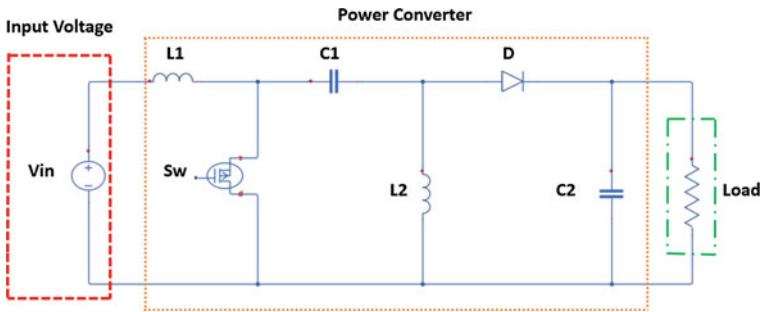 Power Converter
Input Voltage
L1
C1
D
Vin
Sw
L2
C2
Load